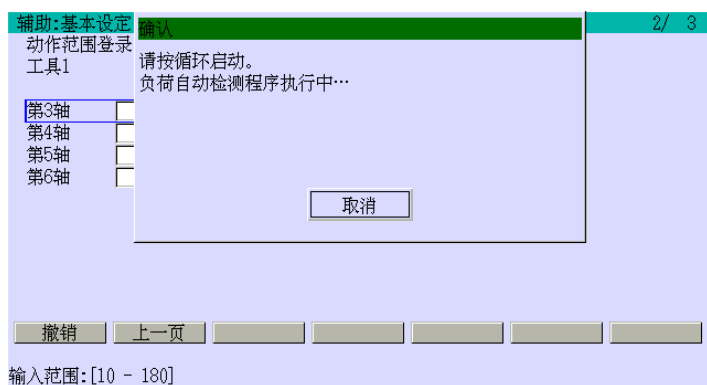 辅助:基本设定
2/ 3
动作范围登录
工具1
确认
请按循环启动。
负荷自动检测程序执行中…
第3轴
第4轴
第5轴
第6轴
取消
撤销
上一页
输入范围:[10 - 180]